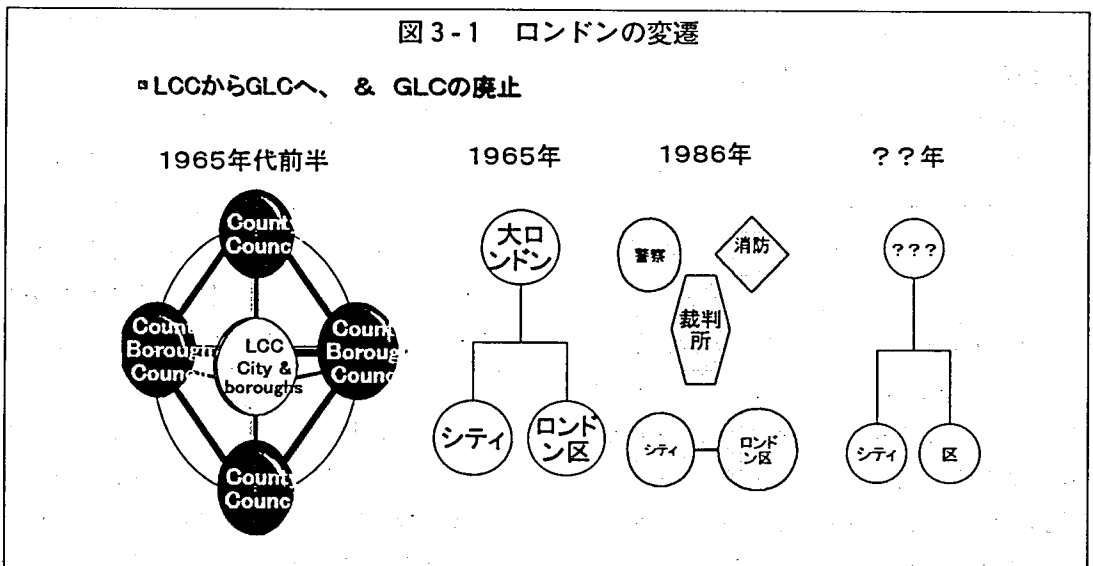 図3-1 ロンドンの変遷
LCCからGLCへ、 & GLCの廃止
1965年代前半
1965年
1986年
??年
County
Counc
Count
Borough
Counci
LCC
City &
boroughs
Count
Boroug
Counc
County
Counc
大ロ
ンドン
シティ
ロンド
ン区
警察
消防
裁判
所
シティ
ロンド
ン区
???
シティ
区